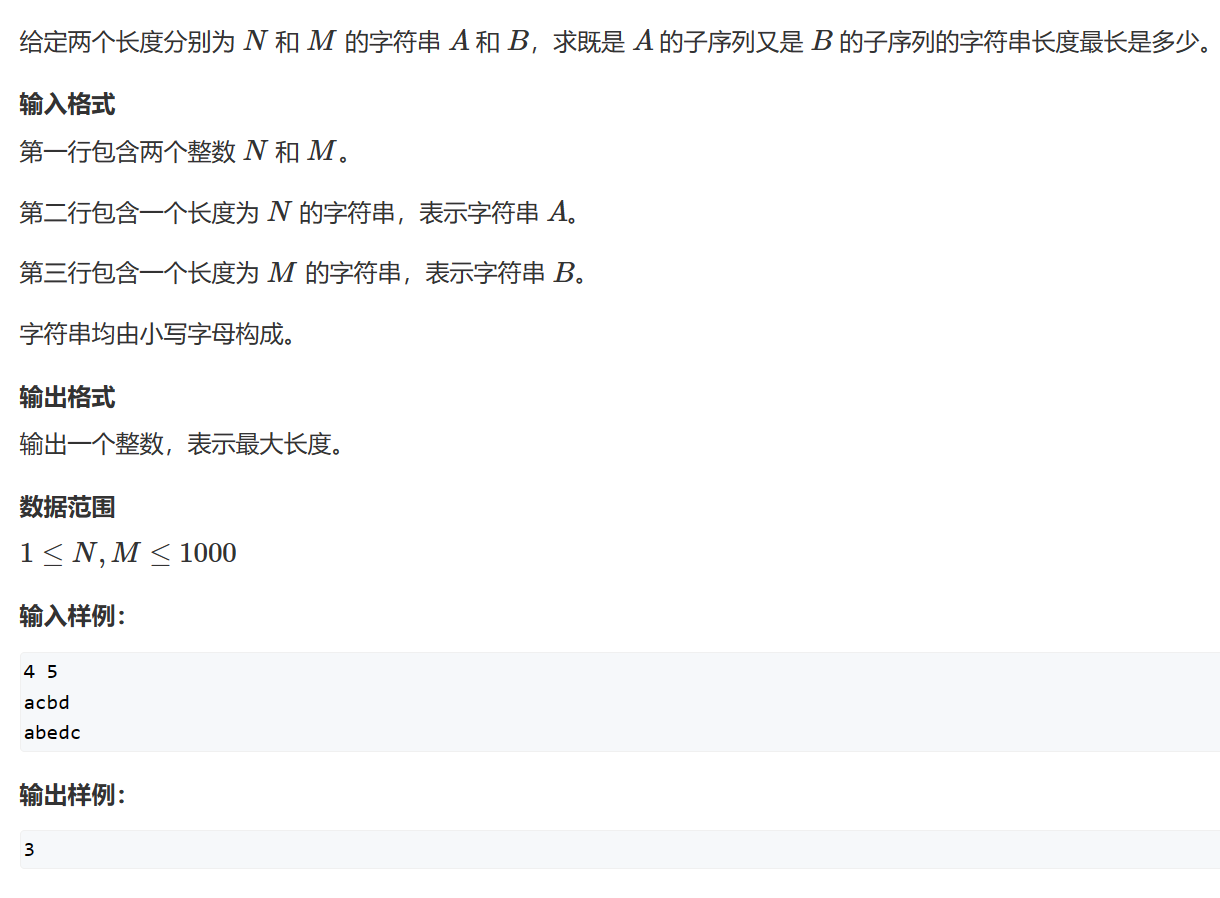 给定两个长度分别为 N 和 M 的字符串 A 和 B，求既是 A 的子序列又是 B 的子序列的字符串长度最长是多少。
输入格式
第一行包含两个整数 N 和 M。
第二行包含一个长度为 N 的字符串，表示字符串 A。
第三行包含一个长度为 M 的字符串，表示字符串 B。
字符串均由小写字母构成。
输出格式
输出一个整数，表示最大长度。
数据范围
1 ≤ N, M ≤ 1000
输入样例：
4 5
acbd
abedc
输出样例：
3